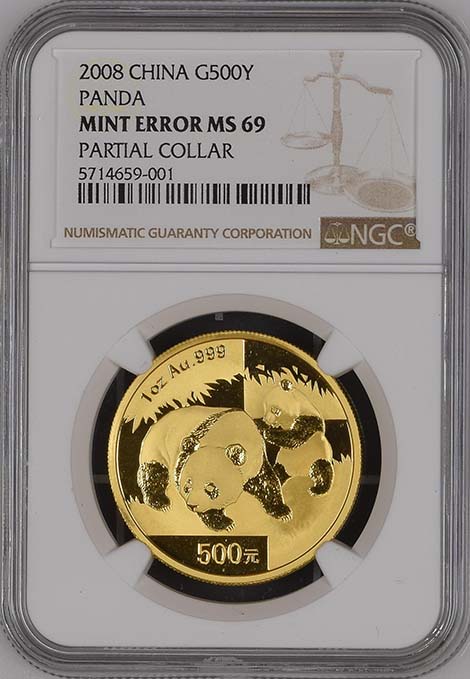 2008 CHINA G500Y
PANDA
MINT ERROR MS 69
PARTIAL COLLAR
5714659-001
NUMISMATIC GUARANTY CORPORATION
NGC®
1oz Au.999
500元